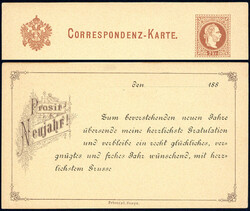 CORRESPONDENZ-KARTE.
den 188
Prosit
Neujahr!
Zum bevorstehenden neuen Jahre
übersende meine herzlichste Gratulation
und verbleibe ein recht glückliches, ver-
gnügtes und frohes Jahr wünschend, mit herz-
lichstem Grusse